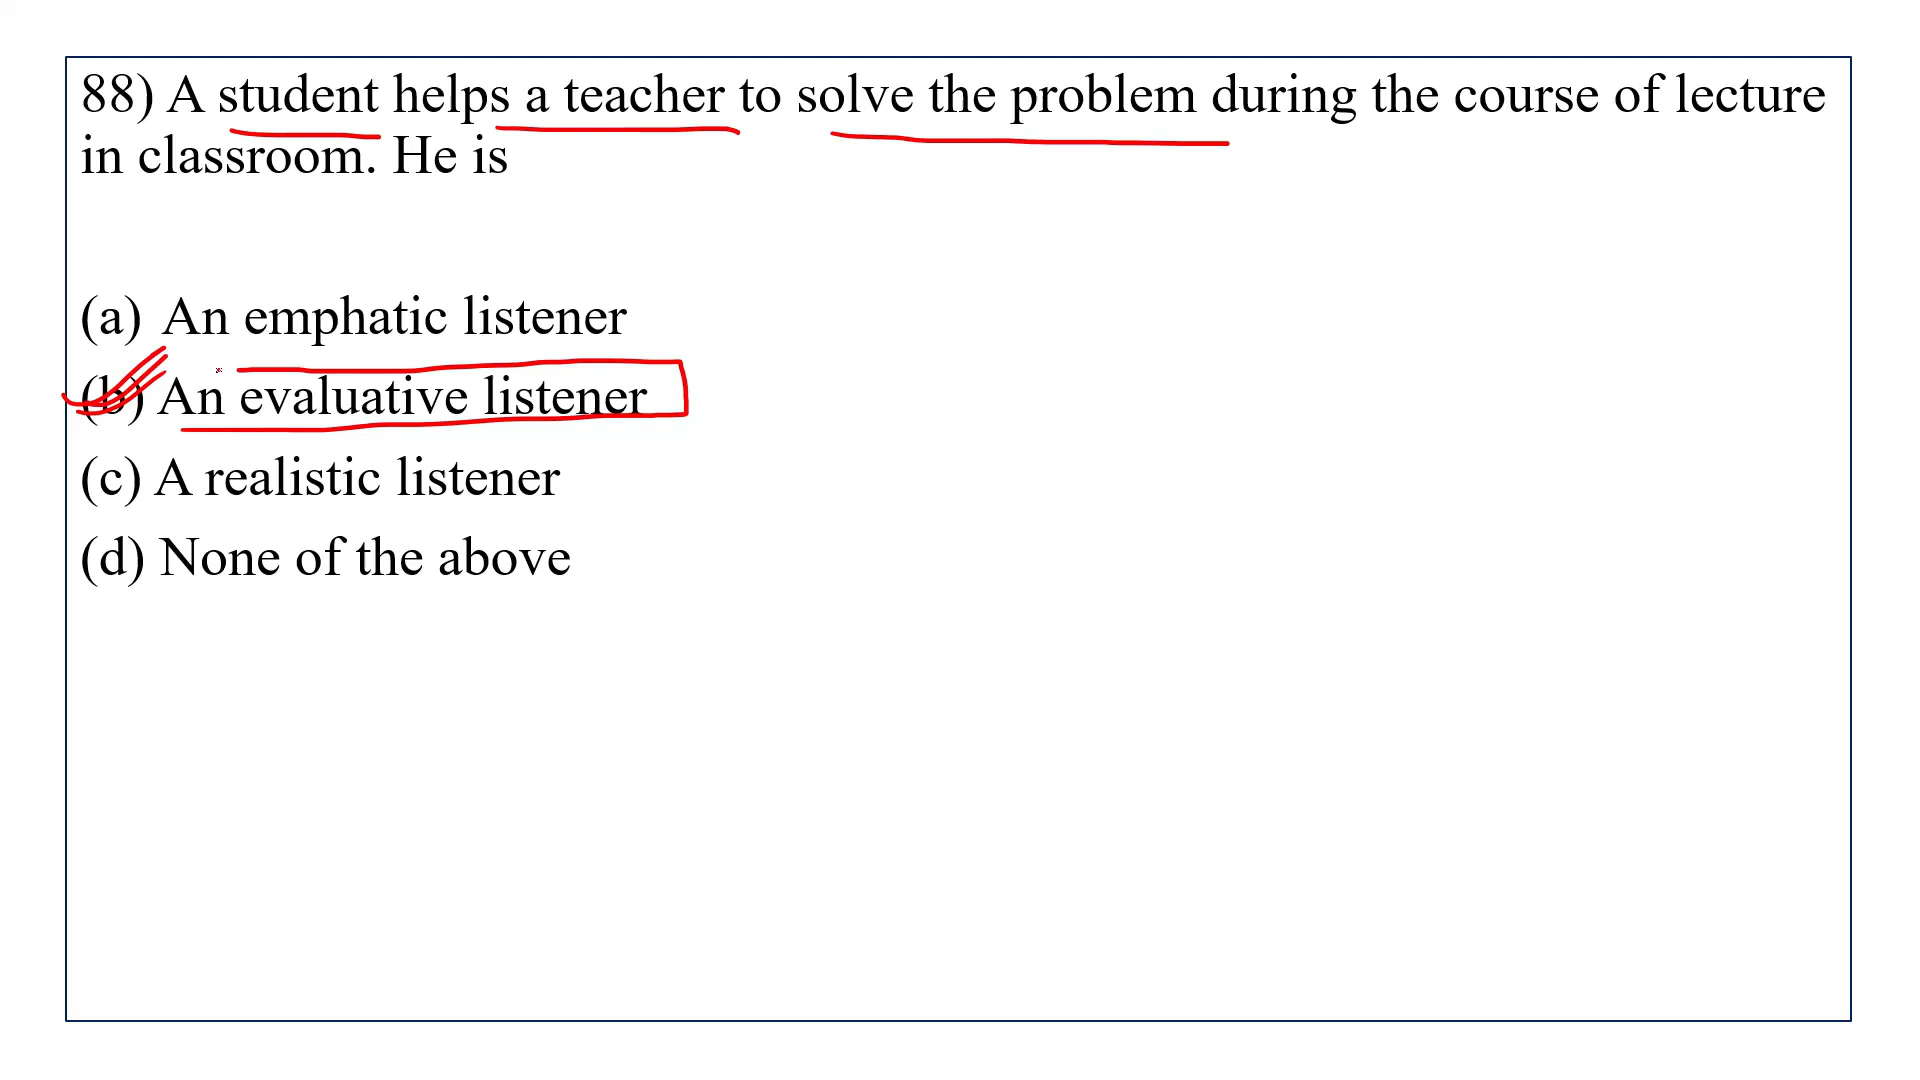 88) A student helps a teacher to solve the problem during the course of lecture
in classroom. He is
(a) An emphatic listener
(b) An evaluative listener
(c) A realistic listener
(d) None of the above